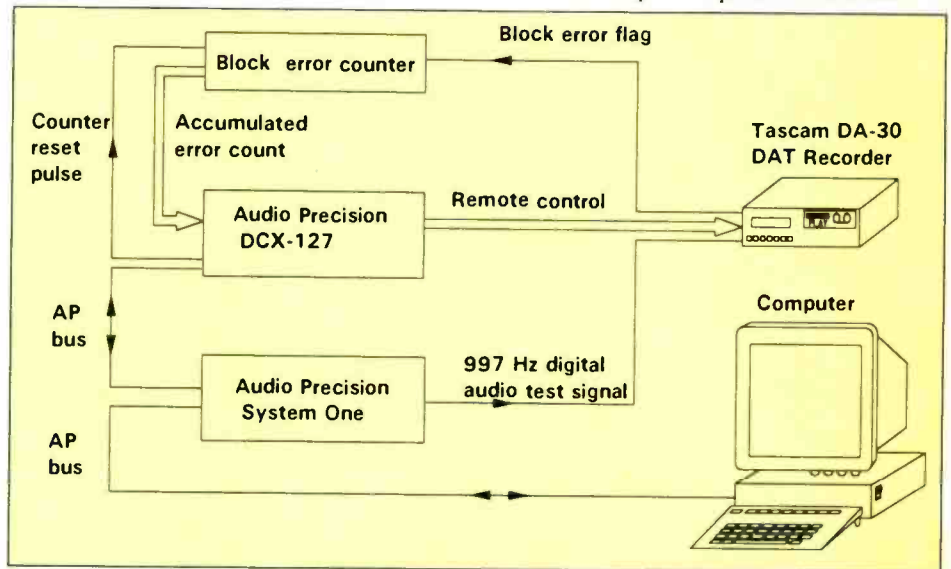 Block error flag
Block error counter
Counter
reset
pulse
Accumulated
error count
Tascam DA-30
DAT Recorder
Audio Precision
DCX-127
Remote control
Computer
AP
bus
Audio Precision
System One
997 Hz digital
audio test signal
AP
bus